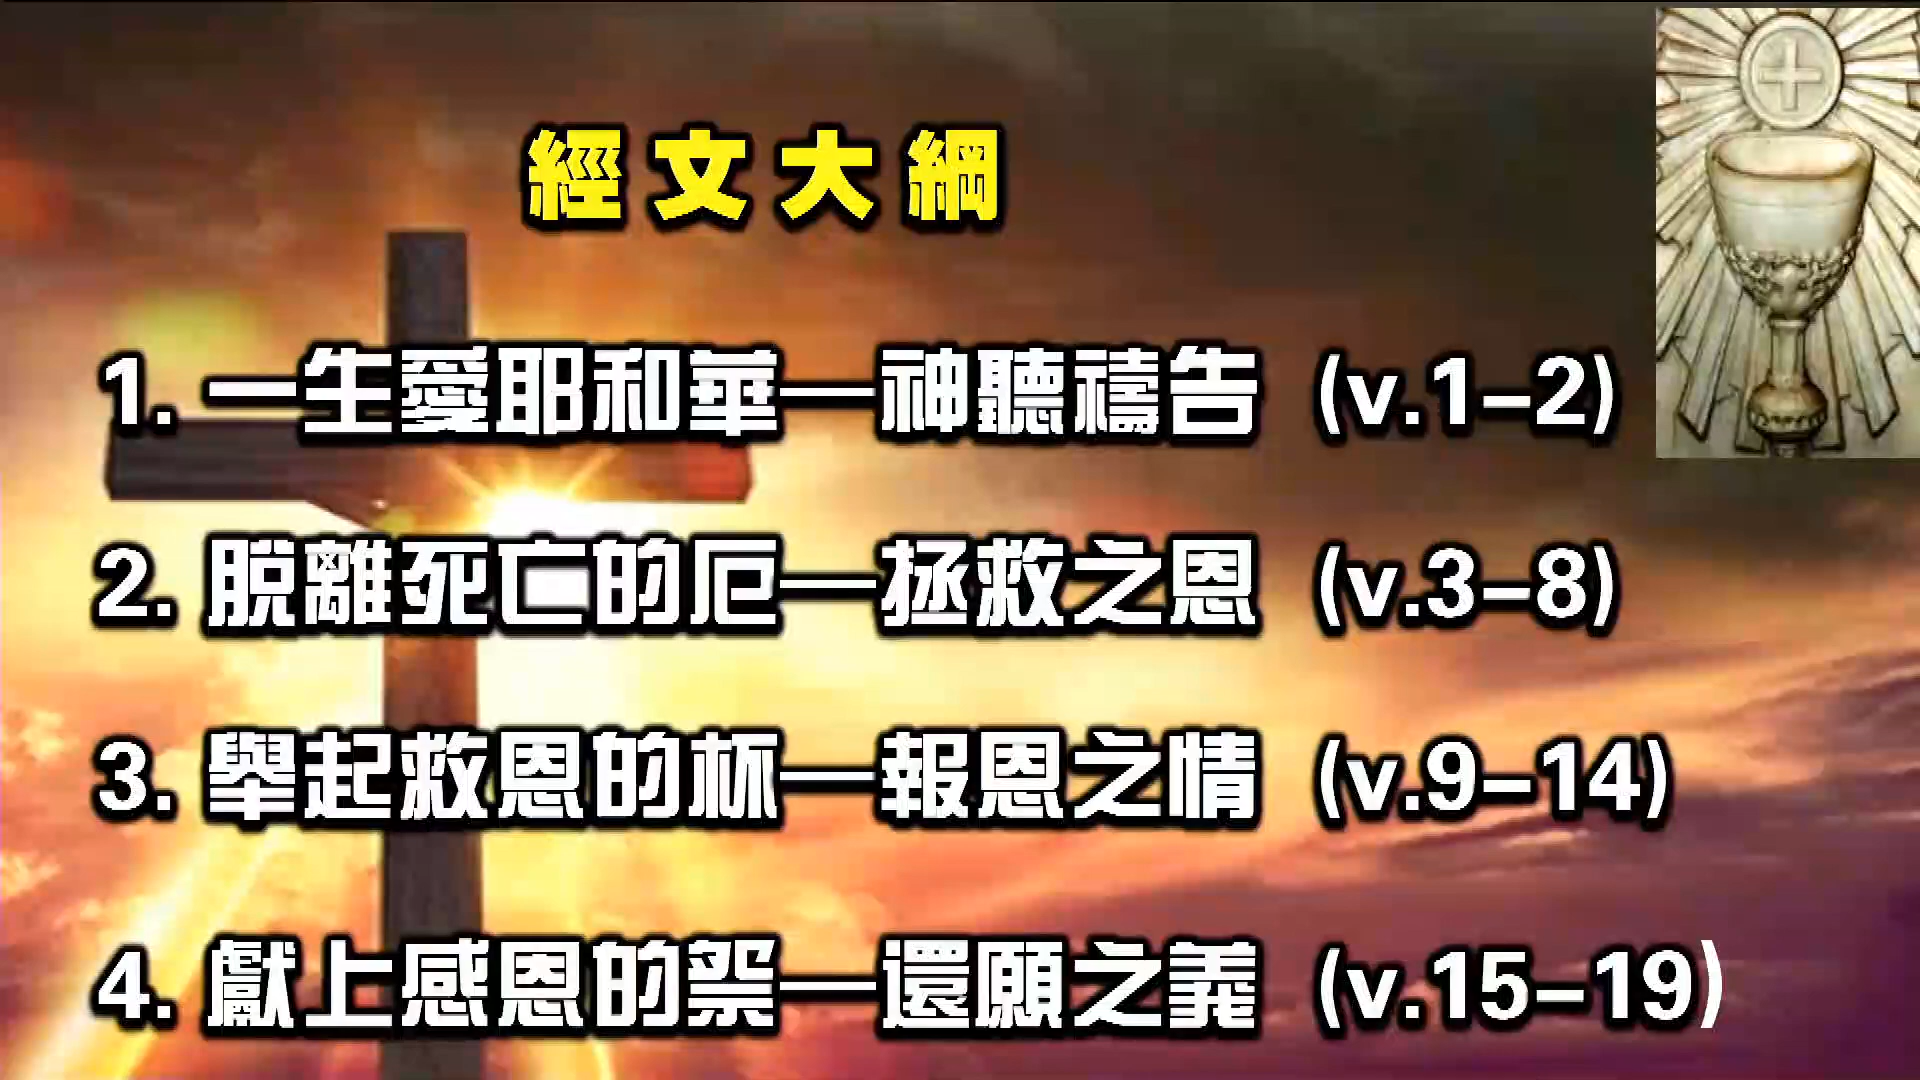 經文大綱
1. 一生愛耶和華—神聽禱告 (v.1-2)
2. 脫離死亡的厄—拯救之恩 (v.3-8)
3. 舉起救恩的杯—報恩之情 (v.9-14)
4. 獻上感恩的祭—還願之義 (v.15-19)